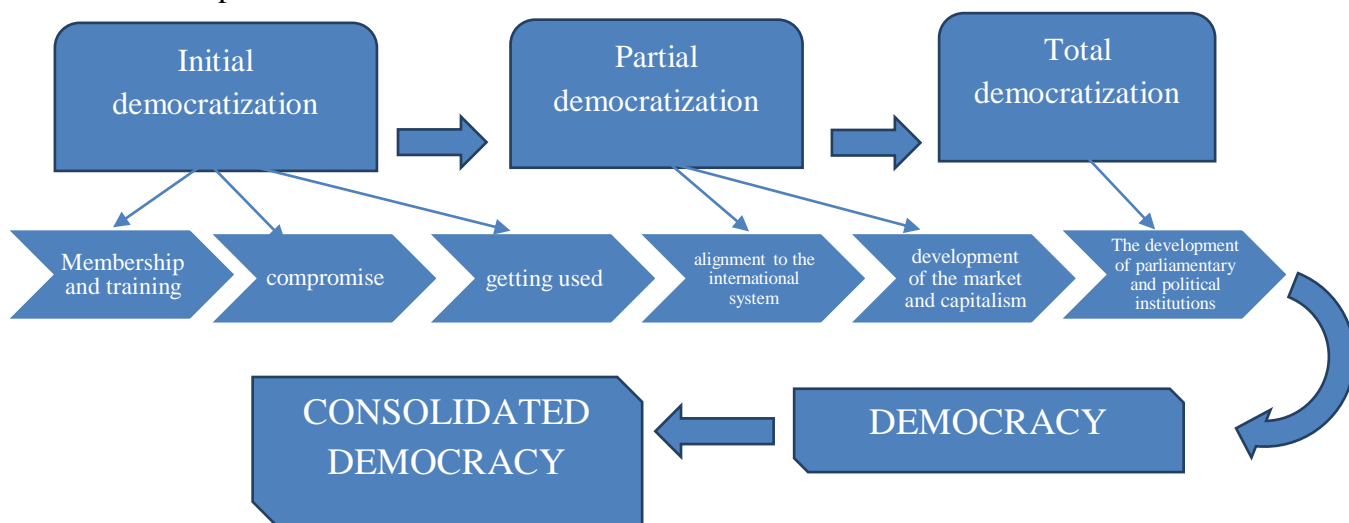 Initial
democratization
Partial
democratization
Total
democratization
Membership
and training
compromise
getting used
alignment to the
international
system
development
of the market
and capitalism
The development
of parliamentary
and political
institutions
CONSOLIDATED
DEMOCRACY
DEMOCRACY